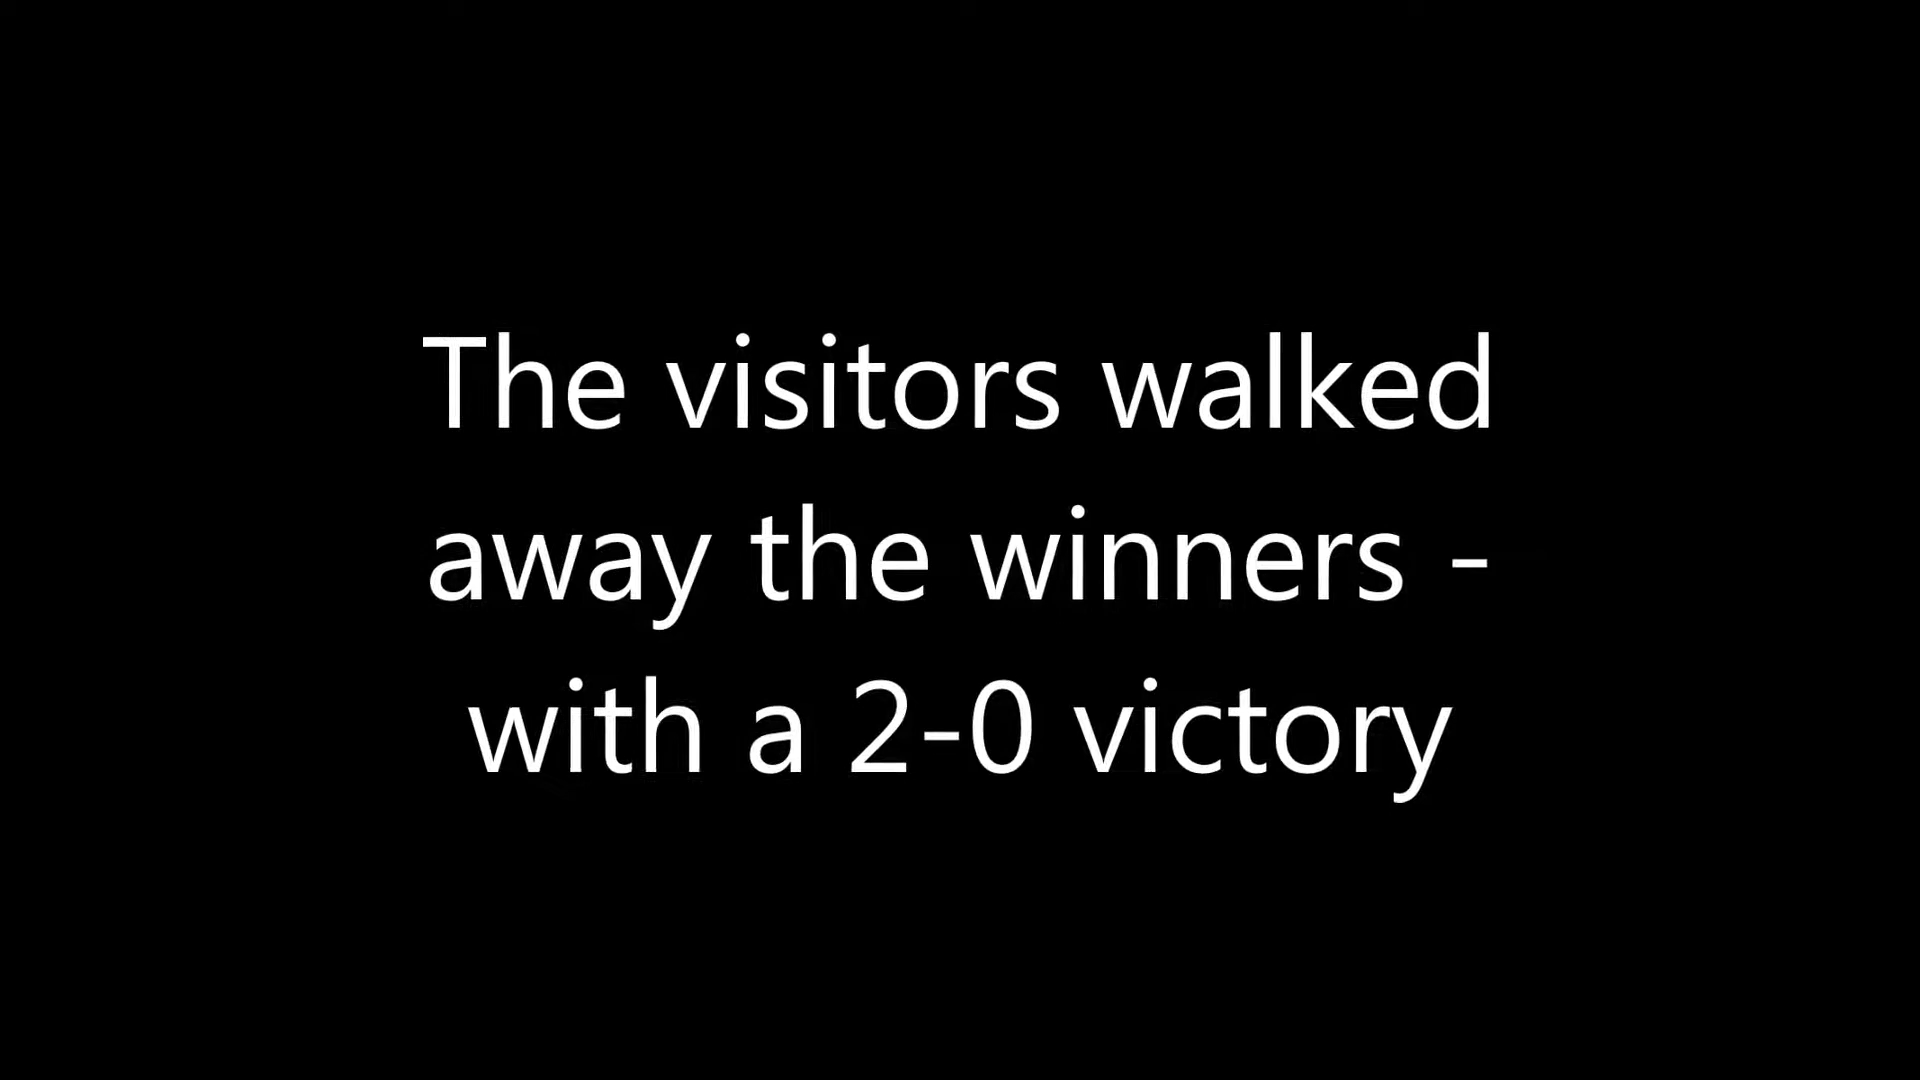 The visitors walked
away the winners -
with a 2-0 victory